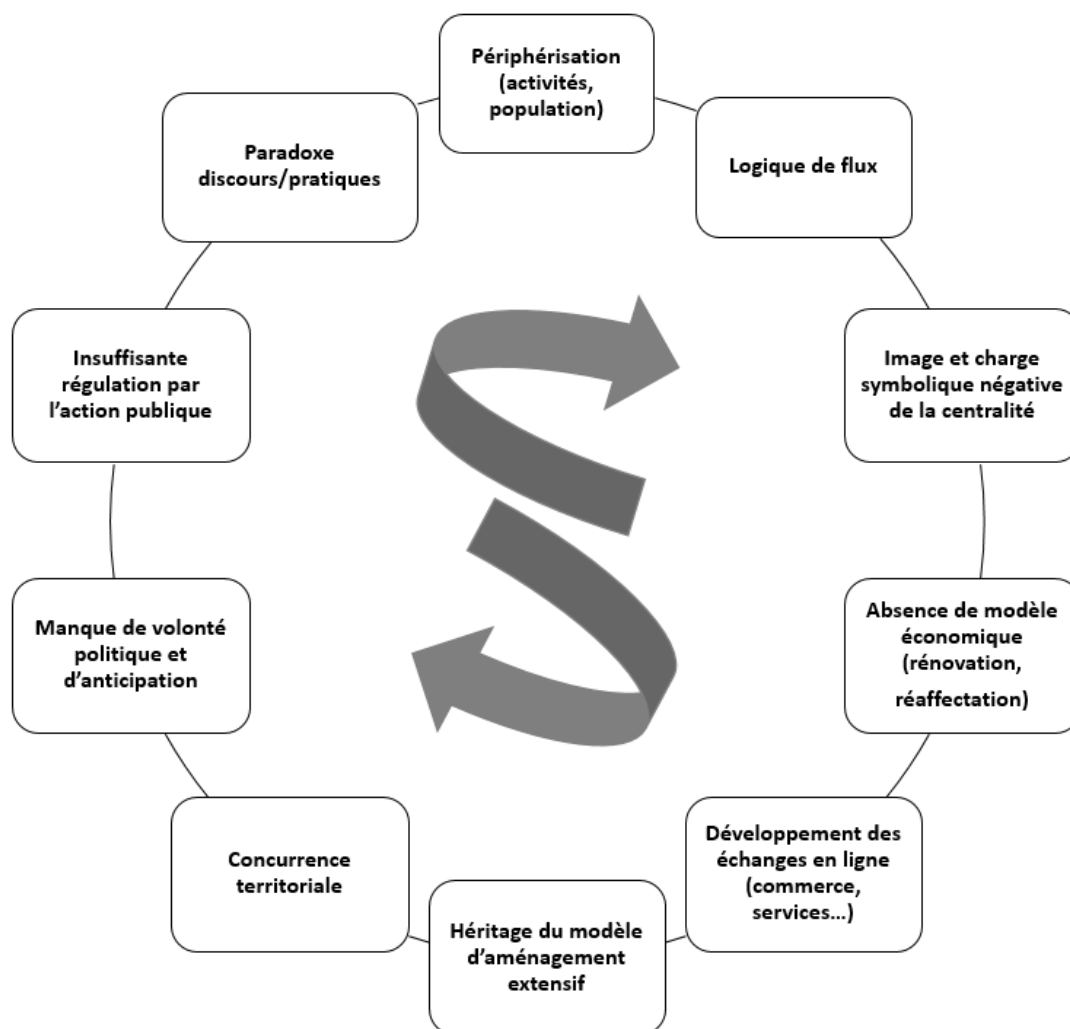 Périphérisation
(activités,
population)
Logique de flux
Image et charge
symbolique négative
de la centralité
Absence de modèle
économique
(rénovation,
réaffectation)
Développement des
échanges en ligne
(commerce,
services…)
Héritage du modèle
d’aménagement
extensif
Concurrence
territoriale
Manque de volonté
politique et
d’anticipation
Insuffisante
régulation par
l’action publique
Paradoxe
discours/pratiques